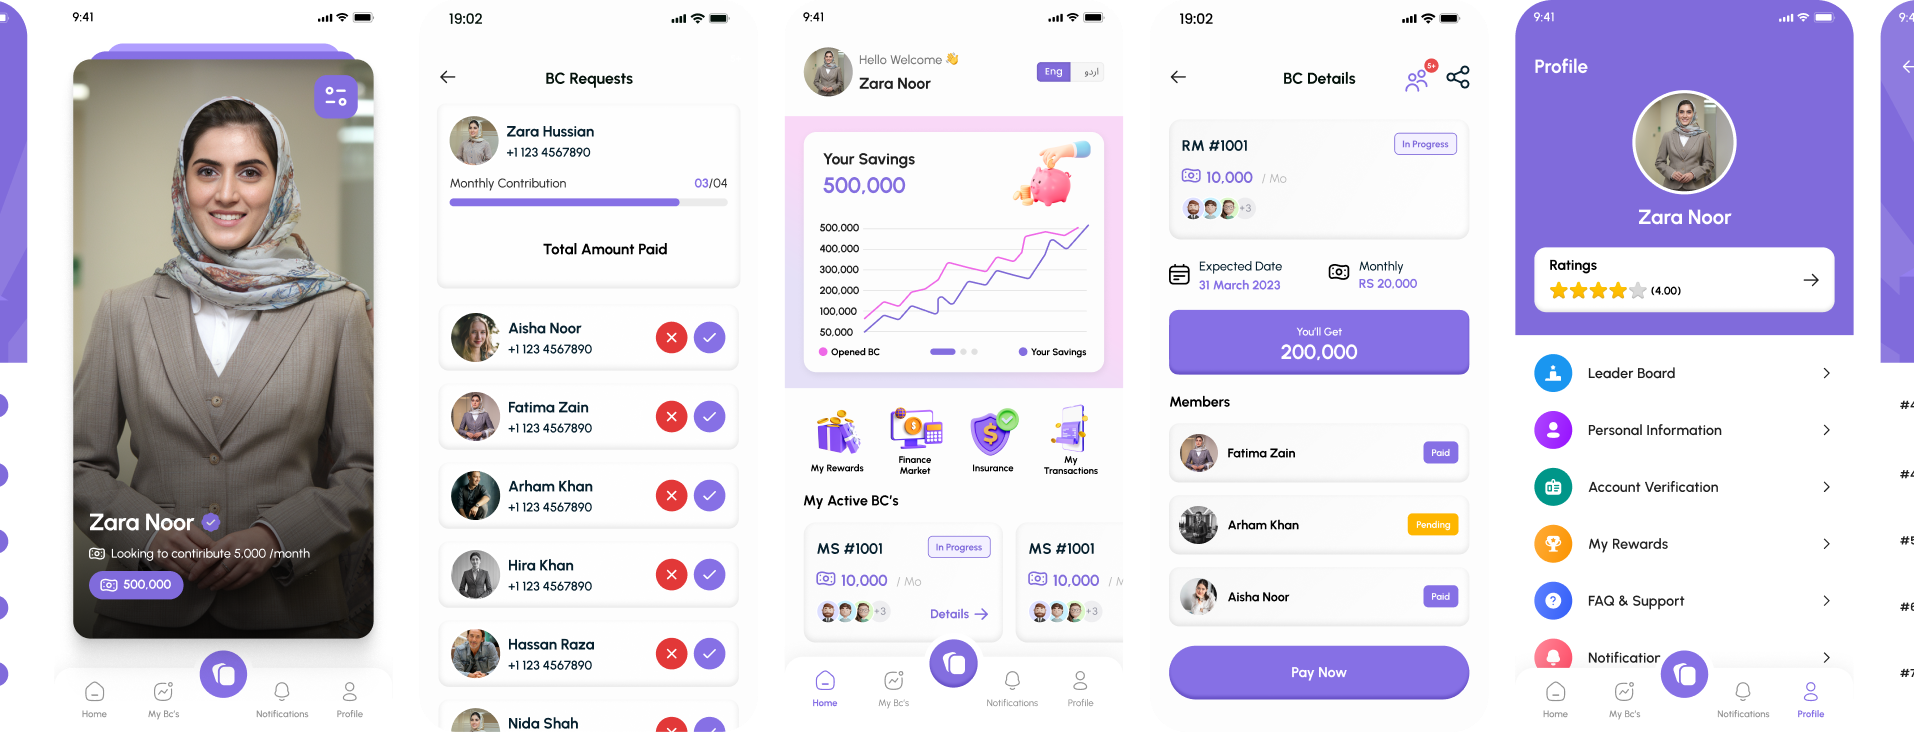 9:41
Zara Noor
Looking to contiribute 5,000 /month
500,000
Home
My Bc's
Notifications
Profile
19:02
BC Requests
Zara Hussian
+1 123 4567890
Monthly Contribution
03/04
Total Amount Paid
Aisha Noor
+1 123 4567890
Fatima Zain
+1 123 4567890
Arham Khan
+1 123 4567890
Hira Khan
+1 123 4567890
Hassan Raza
+1 123 4567890
Nida Shah
9:41
Hello Welcome 👋
Zara Noor
Eng
اردو
Your Savings
500,000
500,000
400,000
300,000
200,000
100,000
50,000
Opened BC
Your Savings
My Rewards
Finance
Market
Insurance
My
Transactions
My Active BC's
MS #1001
In Progress
10,000 / Mo
+3
Details
MS #1001
10,000 / M
+3
Home
My Bc's
Notifications
Profile
19:02
BC Details
5+
RM #1001
In Progress
10,000 / Mo
+3
Expected Date
31 March 2023
Monthly
RS 20,000
You'll Get
200,000
Members
Fatima Zain
Paid
Arham Khan
Pending
Aisha Noor
Paid
Pay Now
9:41
Profile
Zara Noor
Ratings
(4.00)
Leader Board
Personal Information
Account Verification
My Rewards
FAQ & Support
Notification
Home
My Bc's
Notifications
Profile
9:4
#4
#4
#5
#6
#7